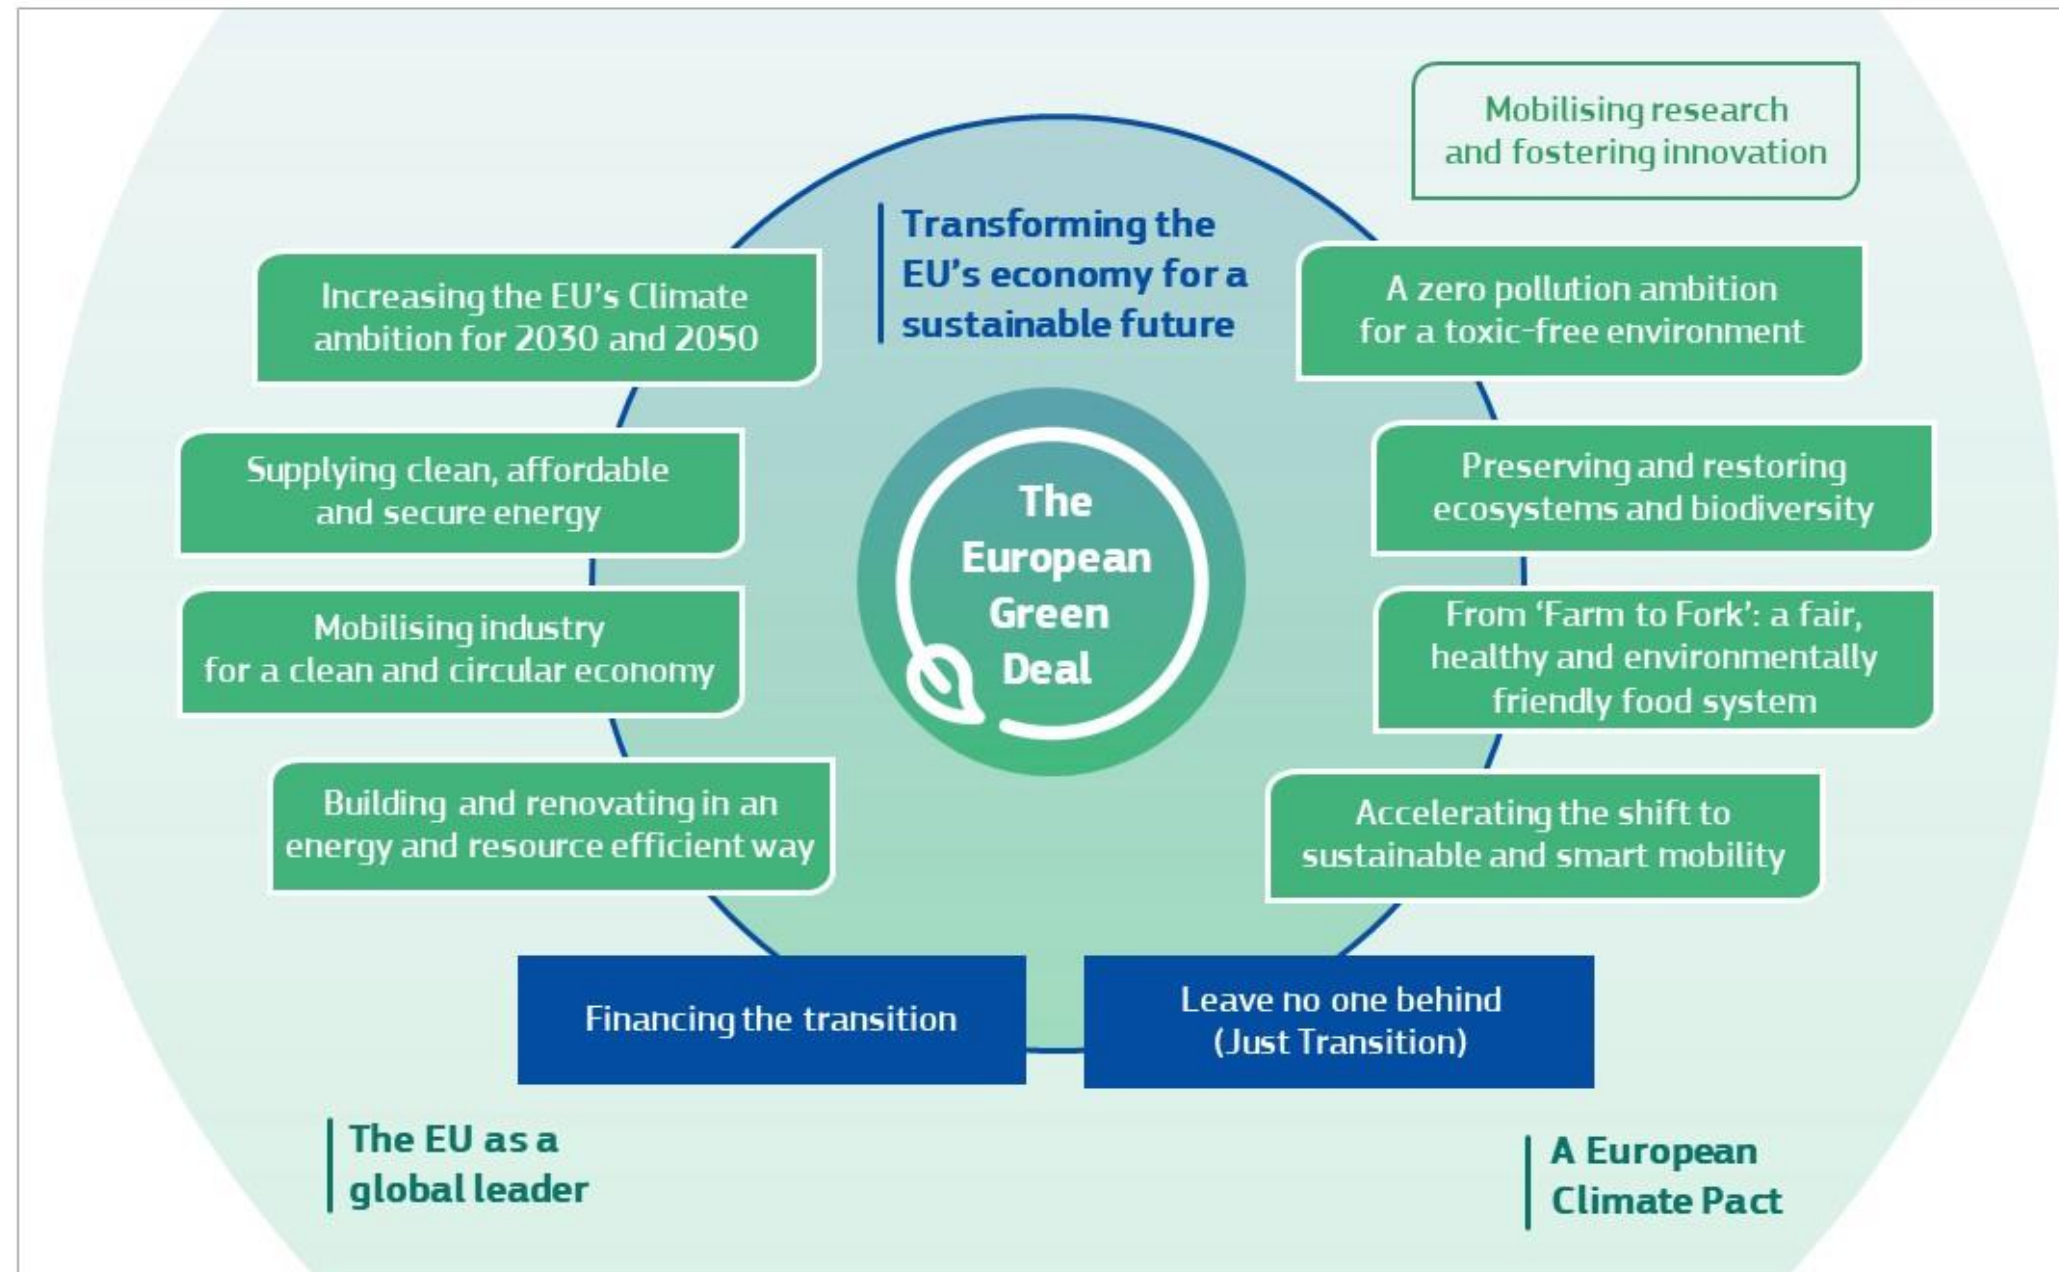 Mobilising research
and fostering innovation
Transforming the
EU's economy for a
sustainable future
Increasing the EU's Climate
ambition for 2030 and 2050
Supplying clean, affordable
and secure energy
Mobilising industry
for a clean and circular economy
Building and renovating in an
energy and resource efficient way
The
European
Green
Deal
A zero pollution ambition
for a toxic-free environment
Preserving and restoring
ecosystems and biodiversity
From ‘Farm to Fork’: a fair,
healthy and environmentally
friendly food system
Accelerating the shift to
sustainable and smart mobility
Financing the transition
Leave no one behind
(Just Transition)
The EU as a
global leader
A European
Climate Pact